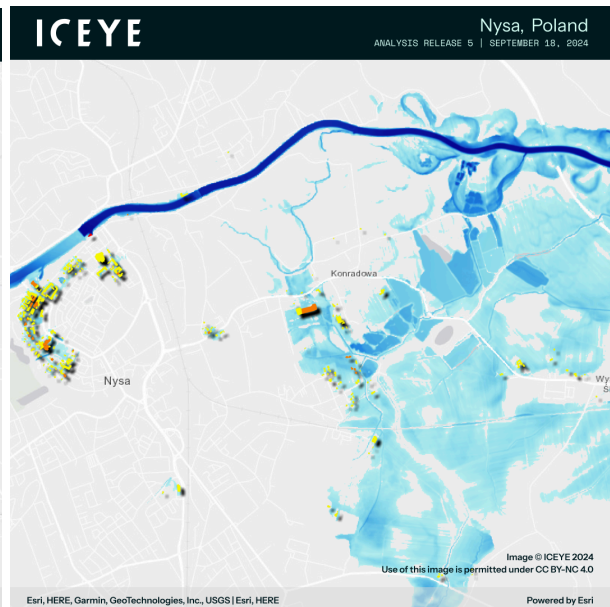 ICEYE
Nysa, Poland
ANALYSIS RELEASE 5 | SEPTEMBER 18, 2024
Konradowa
Nysa
Wy
Image © ICEYE 2024
Use of this image is permitted under CC BY-NC 4.0
Esri, HERE, Garmin, GeoTechnologies, Inc., USGS | Esri, HERE
Powered by Esri